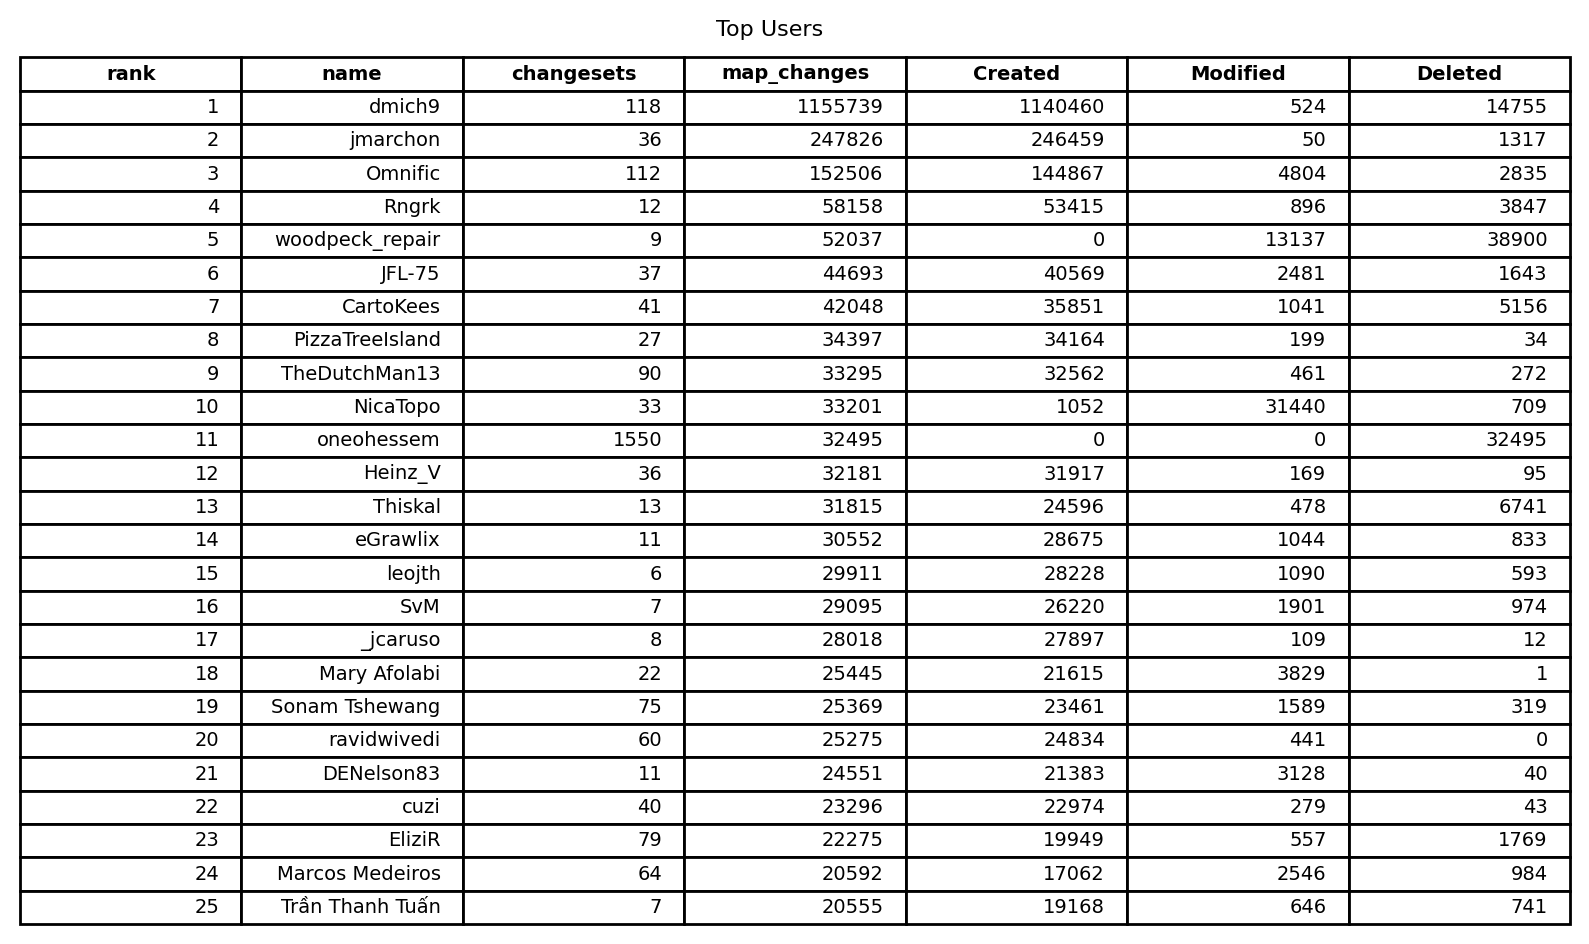 Top Users
rank name changesets map_changes Created Modified Deleted
1 dmich9 118 1155739 1140460 524 14755
2 jmarchon 36 247826 246459 50 1317
3 Omnific 112 152506 144867 4804 2835
4 Rngrk 12 58158 53415 896 3847
5 woodpeck_repair 9 52037 0 13137 38900
6 JFL-75 37 44693 40569 2481 1643
7 CartoKees 41 42048 35851 1041 5156
8 PizzaTreeIsland 27 34397 34164 199 34
9 TheDutchMan13 90 33295 32562 461 272
10 NicaTopo 33 33201 1052 31440 709
11 oneohessem 1550 32495 0 0 32495
12 Heinz_V 36 32181 31917 169 95
13 Thiskal 13 31815 24596 478 6741
14 eGrawlix 11 30552 28675 1044 833
15 leojth 6 29911 28228 1090 593
16 SvM 7 29095 26220 1901 974
17 _jcaruso 8 28018 27897 109 12
18 Mary Afolabi 22 25445 21615 3829 1
19 Sonam Tshewang 75 25369 23461 1589 319
20 ravidwivedi 60 25275 24834 441 0
21 DENelson83 11 24551 21383 3128 40
22 cuzi 40 23296 22974 279 43
23 EliziR 79 22275 19949 557 1769
24 Marcos Medeiros 64 20592 17062 2546 984
25 Trần Thanh Tuấn 7 20555 19168 646 741